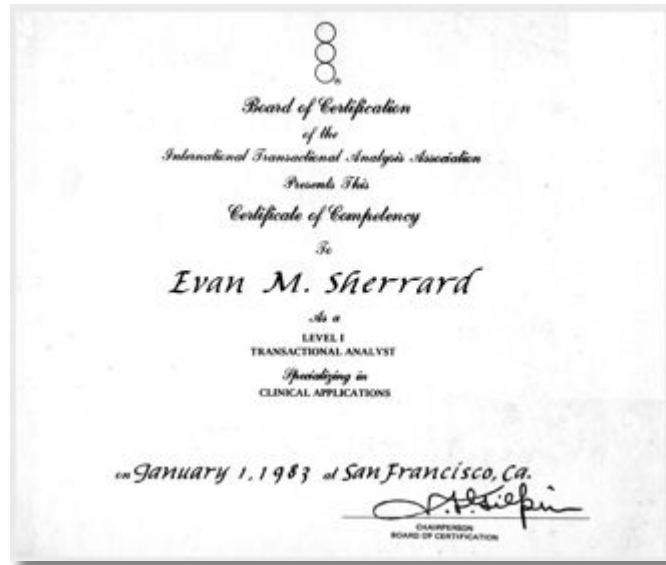 Board of Certification
of the
International Transactional Analysis Association
Presents This
Certificate of Competency
To
Evan M. Sherrard
As a
LEVEL I
TRANSACTIONAL ANALYST
Specializing in
CLINICAL APPLICATIONS
on January 1, 1983 at San Francisco, Ca.
CHAIRPERSON
BOARD OF CERTIFICATION